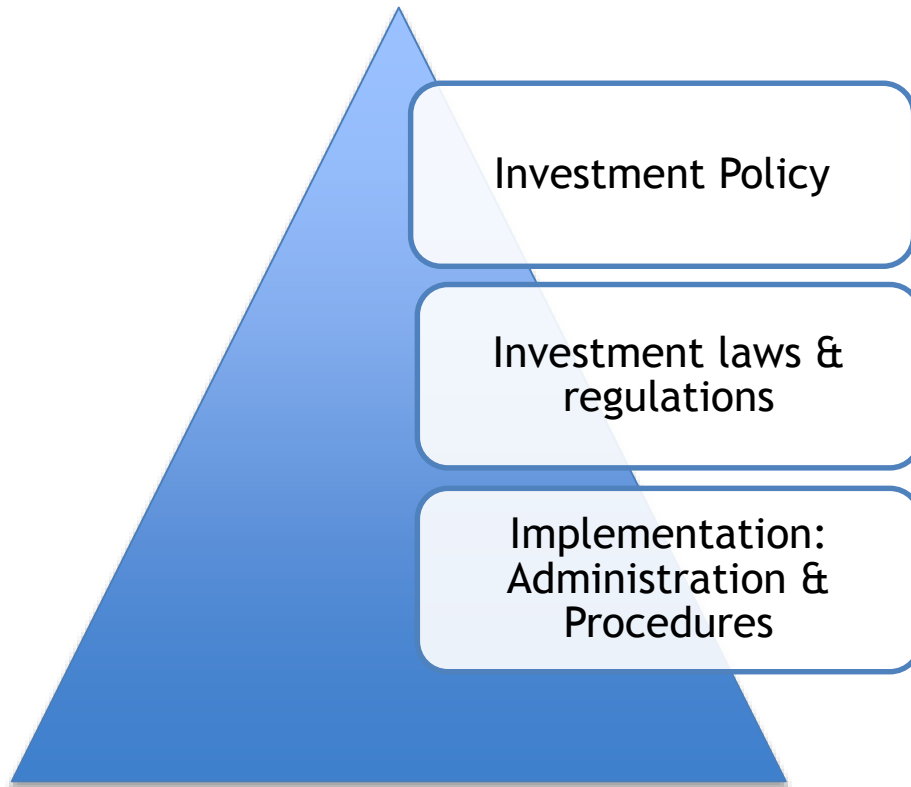 Investment Policy
Investment laws &
regulations
Implementation:
Administration &
Procedures